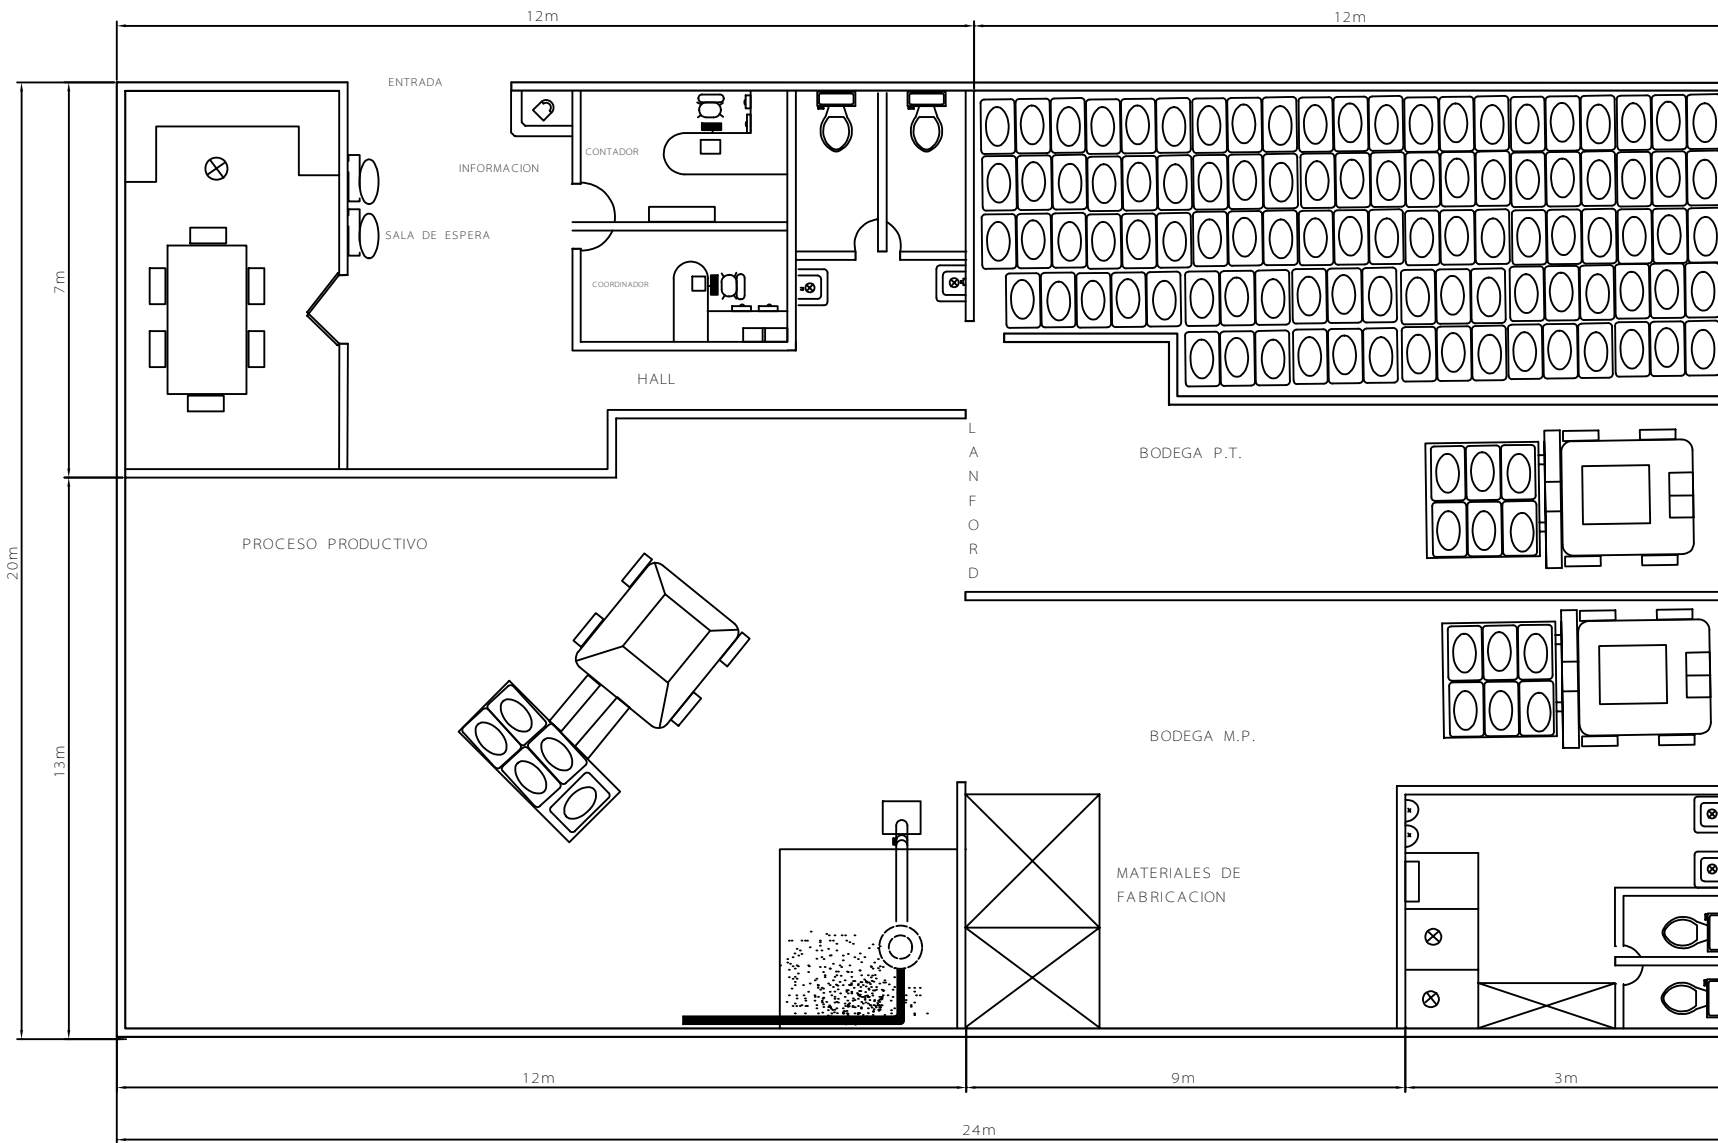 12m
12m
ENTRADA
CONTADOR
INFORMACION
SALA DE ESPERA
7m
COORDINADOR
HALL
LANFORD
BODEGA P.T.
PROCESO PRODUCTIVO
20m
13m
BODEGA M.P.
MATERIALES DE
FABRICACION
12m
9m
3m
24m